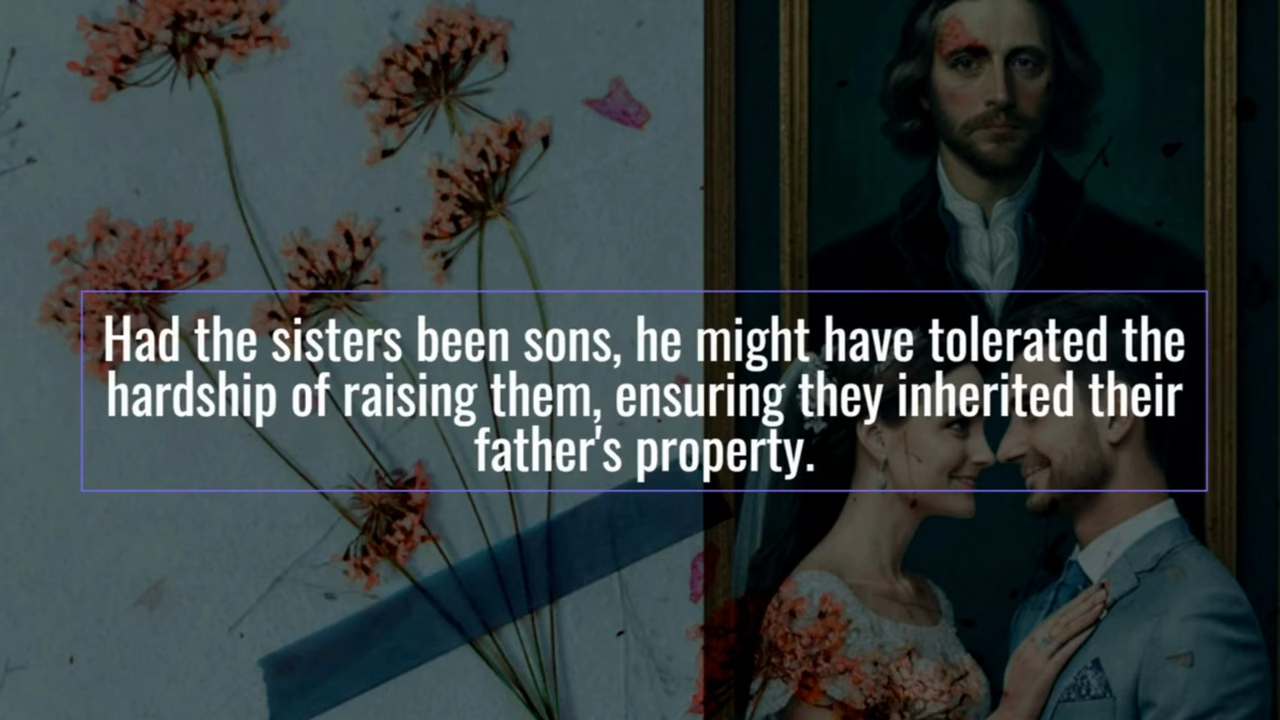 Had the sisters been sons, he might have tolerated the
hardship of raising them, ensuring they inherited their
father's property.